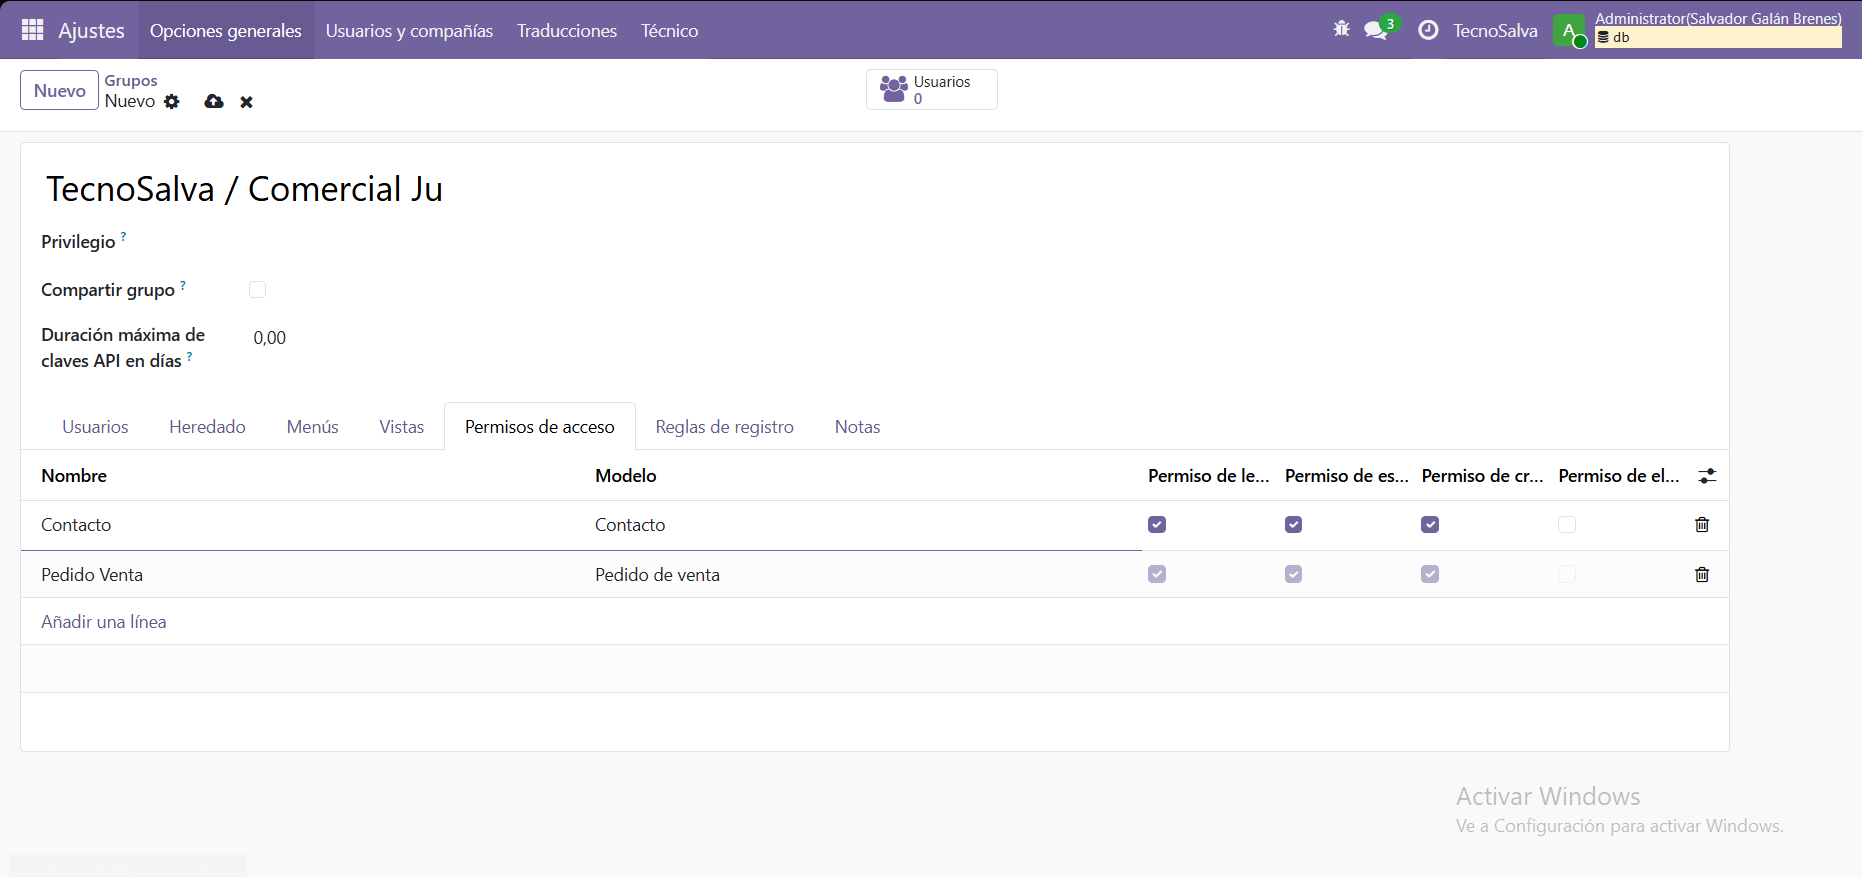 Ajustes Opciones generales Usuarios y compañías Traducciones Técnico 3 TecnoSalva A Administrator(Salvador Galán Brenes)
db
Nuevo Grupos
Nuevo
Usuarios
0
TecnoSalva / Comercial Ju
Privilegio ?
Compartir grupo ?
Duración máxima de
claves API en días ? 0,00
Usuarios Heredado Menús Vistas Permisos de acceso Reglas de registro Notas
Nombre Modelo Permiso de le... Permiso de es... Permiso de cr... Permiso de el...
Contacto Contacto
Pedido Venta Pedido de venta
Añadir una línea
Activar Windows
Ve a Configuración para activar Windows.